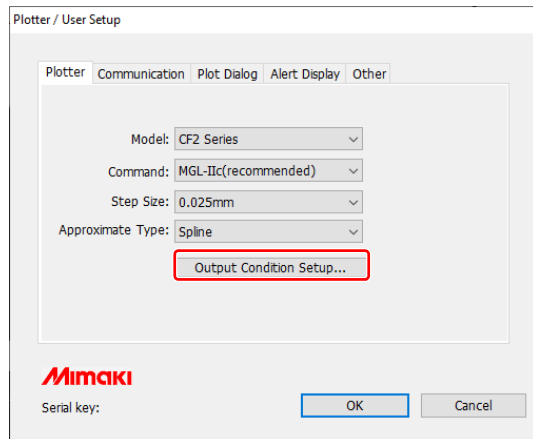 Plotter / User Setup
Plotter Communication Plot Dialog Alert Display Other
Model: CF2 Series
Command: MGL-IIc(recommended)
Step Size: 0.025mm
Approximate Type: Spline
Output Condition Setup...
Mimaki
Serial key: OK Cancel